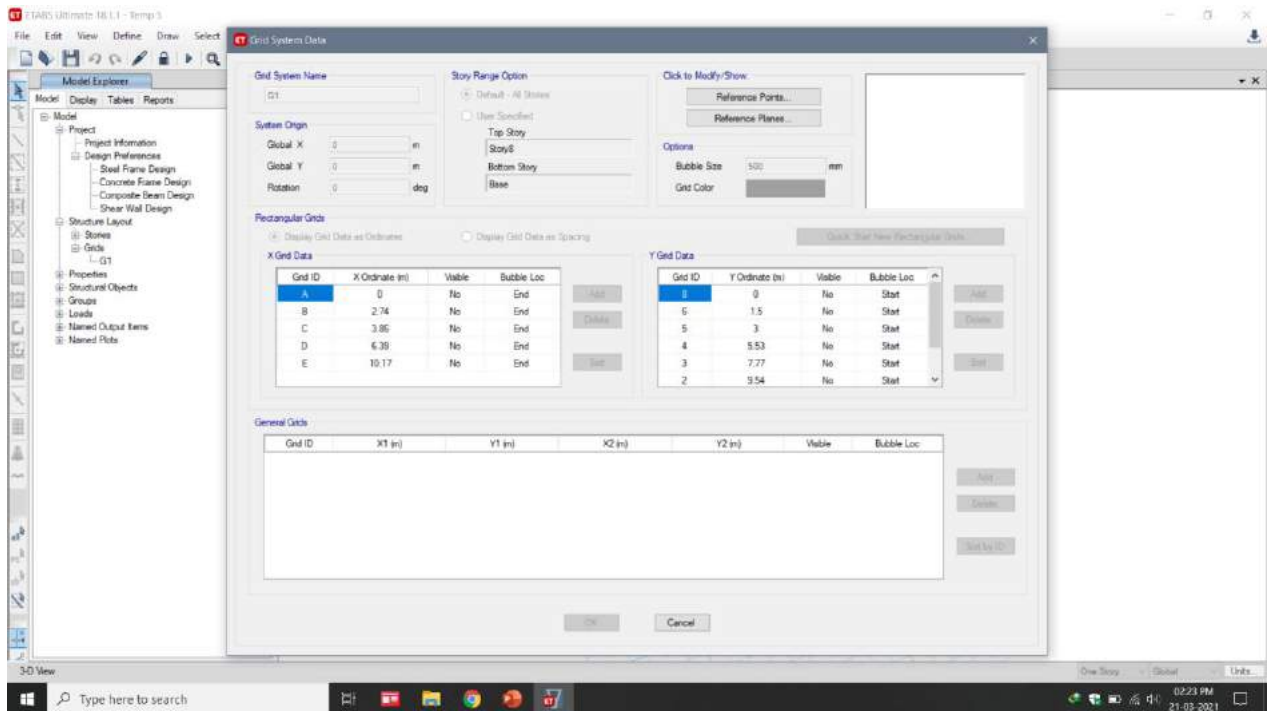 ETABS Ultimate 18.1.1 - Temp 5
File Edit View Define Draw Select
Grid System Data
Model Explorer
Model Display Tables Reports
Model
Project
Project Information
Design Preferences
Steel Frame Design
Concrete Frame Design
Composite Beam Design
Shear Wall Design
Structure Layout
Stories
Grids
G1
Properties
Structural Objects
Groups
Loads
Named Output Items
Named Plots
Grid System Name
G1
System Origin
Global X 0 m
Global Y 0 m
Rotation 0 deg
Story Range Option
Default - All Stories
User Specified
Top Story
Story8
Bottom Story
Base
Click to Modify/Show:
Reference Points...
Reference Planes...
Options
Bubble Size 500 mm
Grid Color
Rectangular Grids
Display Grid Data as Ordinates Display Grid Data as Spacing Quick Start New Rectangular Grids...
X Grid Data
Grid ID X Ordinate (m) Visible Bubble Loc
A 0 No End
B 2.74 No End
C 3.86 No End
D 6.39 No End
E 10.17 No End
Add
Delete
Sort
Y Grid Data
Grid ID Y Ordinate (m) Visible Bubble Loc
0 No Start
6 1.5 No Start
5 3 No Start
4 5.53 No Start
3 7.77 No Start
2 9.54 No Start
Add
Delete
Sort
General Grids
Grid ID X1 (m) Y1 (m) X2 (m) Y2 (m) Visible Bubble Loc
Add
Delete
Sort by ID
OK Cancel
3-D View
One Story Global Units...
Type here to search
02:23 PM
21-03-2021